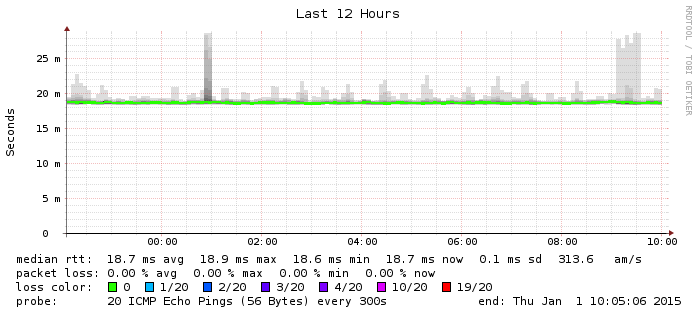 Last 12 Hours
RRDTOOL / TOBI OETIKER
Seconds
25 m
20 m
15 m
10 m
5 m
0
00:00 02:00 04:00 06:00 08:00 10:00
median rtt: 18.7 ms avg 18.9 ms max 18.6 ms min 18.7 ms now 0.1 ms sd 313.6 am/s
packet loss: 0.00 % avg 0.00 % max 0.00 % min 0.00 % now
loss color: 0 1/20 2/20 3/20 4/20 10/20 19/20
probe: 20 ICMP Echo Pings (56 Bytes) every 300s end: Thu Jan 1 10:05:06 2015